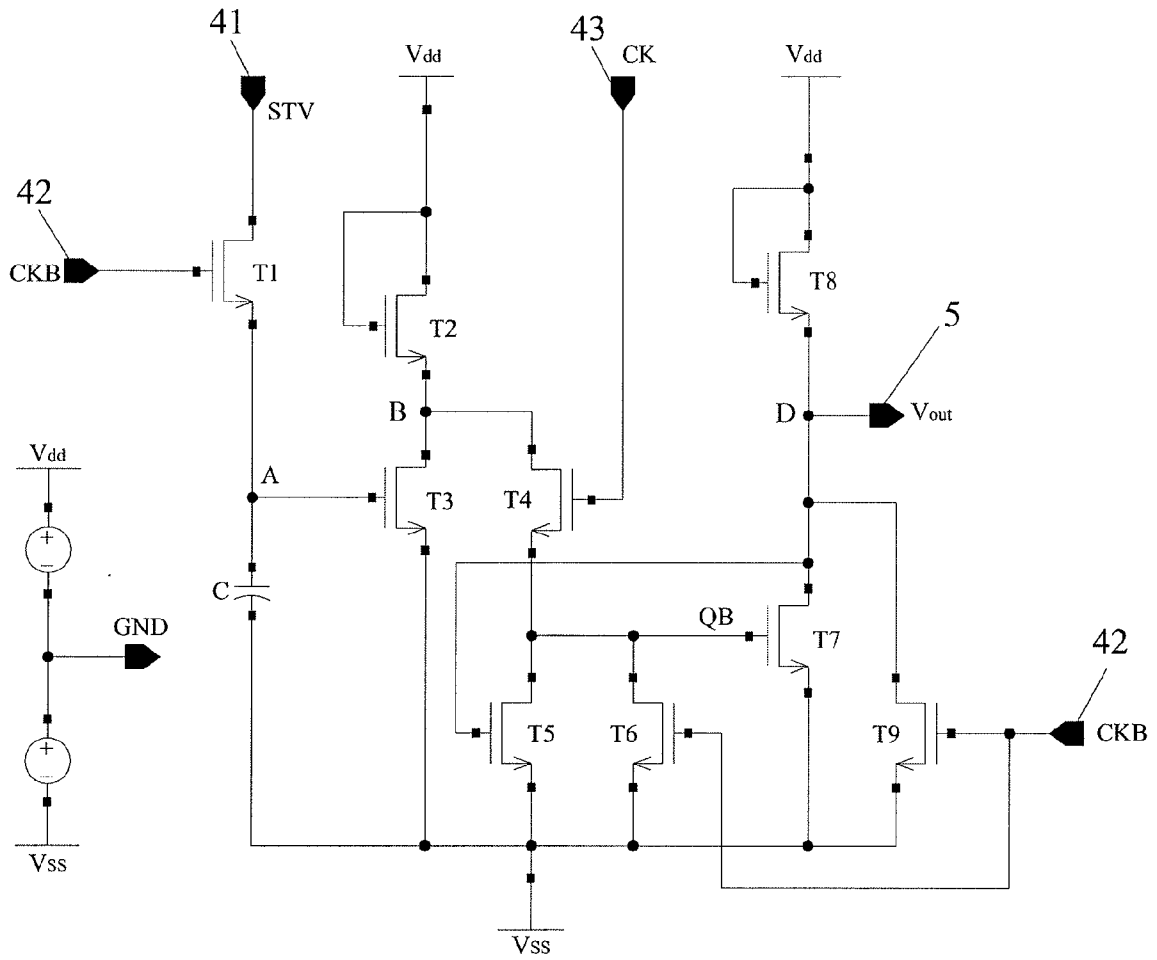 41
43
CK
Vdd
Vdd
STV
42
CKB
T1
T8
T2
5
B
D
Vout
Vdd
A
T3
T4
C
GND
QB
T7
42
T5
T6
T9
CKB
+
−
+
−
VSS
VSS